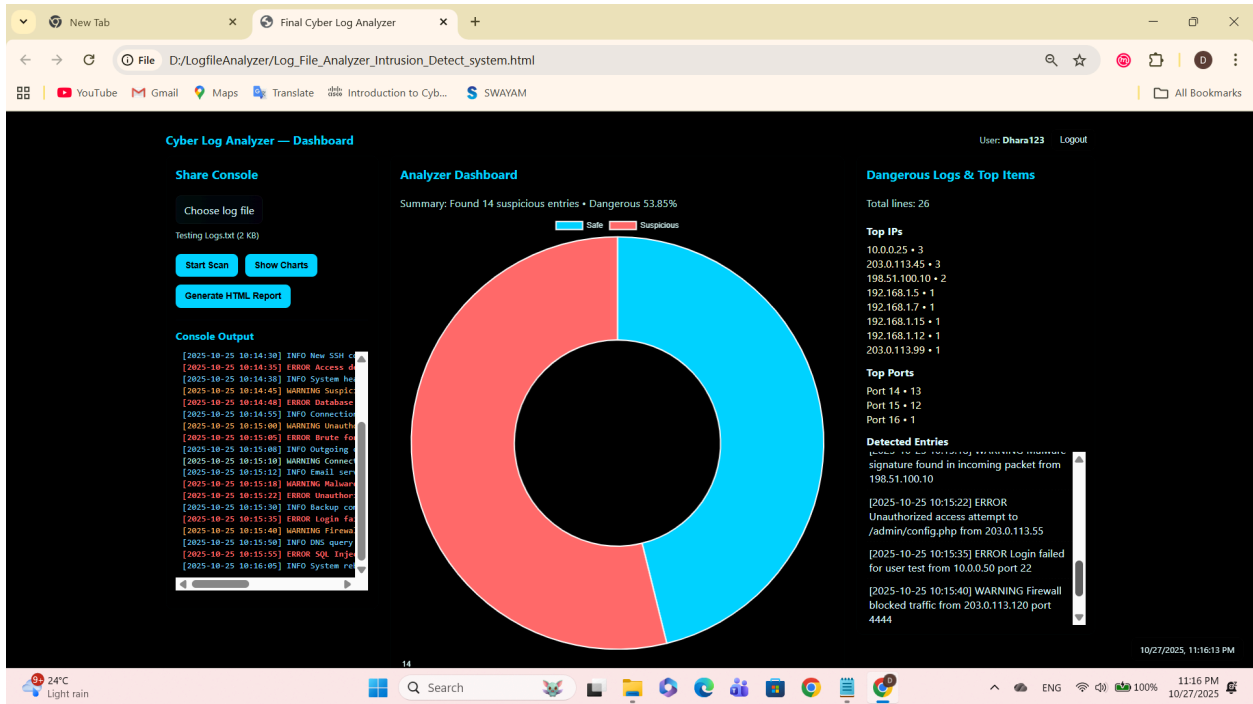 New Tab
Final Cyber Log Analyzer
File D:/LogfileAnalyzer/Log_File_Analyzer_Intrusion_Detect_system.html
D
YouTube Gmail Maps Translate Introduction to Cyb... SWAYAM All Bookmarks
Cyber Log Analyzer — Dashboard
User: Dhara123 Logout
Share Console
Choose log file
Testing Logs.txt (2 KB)
Start Scan Show Charts
Generate HTML Report
Console Output
[2025-10-25 10:14:30] INFO New SSH co
[2025-10-25 10:14:35] ERROR Access de
[2025-10-25 10:14:38] INFO System hea
[2025-10-25 10:14:45] WARNING Suspic
[2025-10-25 10:14:48] ERROR Database
[2025-10-25 10:14:55] INFO Connection
[2025-10-25 10:15:00] WARNING Unauth
[2025-10-25 10:15:05] ERROR Brute fo
[2025-10-25 10:15:08] INFO Outgoing
[2025-10-25 10:15:10] WARNING Connect
[2025-10-25 10:15:12] INFO Email serv
[2025-10-25 10:15:18] WARNING Malwar
[2025-10-25 10:15:22] ERROR Unauthor
[2025-10-25 10:15:30] INFO Backup com
[2025-10-25 10:15:35] ERROR Login fa
[2025-10-25 10:15:40] WARNING Firewa
[2025-10-25 10:15:50] INFO DNS query
[2025-10-25 10:15:55] ERROR SQL Inje
[2025-10-25 10:16:05] INFO System re
Analyzer Dashboard
Summary: Found 14 suspicious entries • Dangerous 53.85%
Safe Suspicious
14
Dangerous Logs & Top Items
Total lines: 26
Top IPs
10.0.0.25 • 3
203.0.113.45 • 3
198.51.100.10 • 2
192.168.1.5 • 1
192.168.1.7 • 1
192.168.1.15 • 1
192.168.1.12 • 1
203.0.113.99 • 1
Top Ports
Port 14 • 13
Port 15 • 12
Port 16 • 1
Detected Entries
[2025-10-25 10:15:18] WARNING Malware
signature found in incoming packet from
198.51.100.10
[2025-10-25 10:15:22] ERROR
Unauthorized access attempt to
/admin/config.php from 203.0.113.55
[2025-10-25 10:15:35] ERROR Login failed
for user test from 10.0.0.50 port 22
[2025-10-25 10:15:40] WARNING Firewall
blocked traffic from 203.0.113.120 port
4444
10/27/2025, 11:16:13 PM
9+
24°C
Light rain
Search
ENG
100%
11:16 PM
10/27/2025